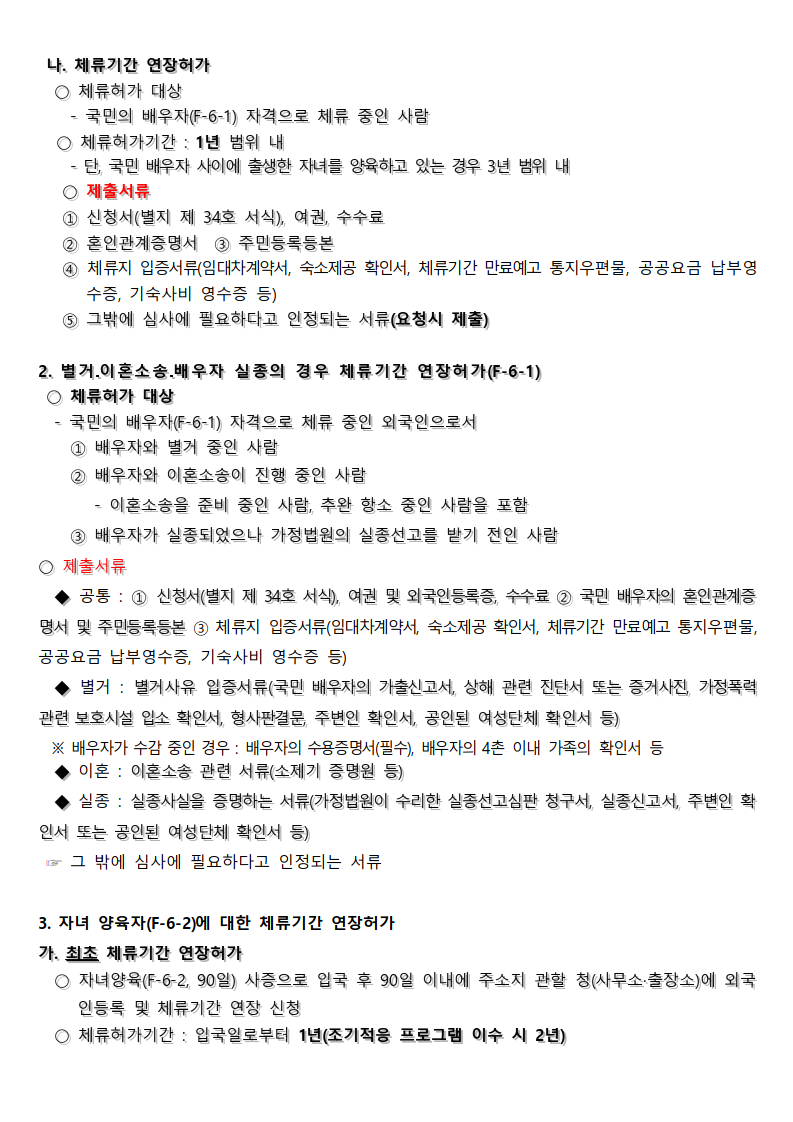 나. 체류기간 연장허가
○ 체류허가 대상
- 국민의 배우자(F-6-1) 자격으로 체류 중인 사람
○ 체류허가기간 : 1년 범위 내
- 단, 국민 배우자 사이에 출생한 자녀를 양육하고 있는 경우 3년 범위 내
○ 제출서류
① 신청서(별지 제 34호 서식), 여권, 수수료
② 혼인관계증명서 ③ 주민등록등본
④ 체류지 입증서류(임대차계약서, 숙소제공 확인서, 체류기간 만료예고 통지우편물, 공공요금 납부영
수증, 기숙사비 영수증 등)
⑤ 그밖에 심사에 필요하다고 인정되는 서류(요청시 제출)
2. 별거.이혼소송.배우자 실종의 경우 체류기간 연장허가(F-6-1)
○ 체류허가 대상
- 국민의 배우자(F-6-1) 자격으로 체류 중인 외국인으로서
① 배우자와 별거 중인 사람
② 배우자와 이혼소송이 진행 중인 사람
- 이혼소송을 준비 중인 사람, 추완 항소 중인 사람을 포함
③ 배우자가 실종되었으나 가정법원의 실종선고를 받기 전인 사람
○ 제출서류
◆ 공통 : ① 신청서(별지 제 34호 서식), 여권 및 외국인등록증, 수수료 ② 국민 배우자의 혼인관계증
명서 및 주민등록등본 ③ 체류지 입증서류(임대차계약서, 숙소제공 확인서, 체류기간 만료예고 통지우편물,
공공요금 납부영수증, 기숙사비 영수증 등)
◆ 별거 : 별거사유 입증서류(국민 배우자의 가출신고서, 상해 관련 진단서 또는 증거사진, 가정폭력
관련 보호시설 입소 확인서, 형사판결문, 주변인 확인서, 공인된 여성단체 확인서 등)
※ 배우자가 수감 중인 경우 : 배우자의 수용증명서(필수), 배우자의 4촌 이내 가족의 확인서 등
◆ 이혼 : 이혼소송 관련 서류(소제기 증명원 등)
◆ 실종 : 실종사실을 증명하는 서류(가정법원이 수리한 실종선고심판 청구서, 실종신고서, 주변인 확
인서 또는 공인된 여성단체 확인서 등)
☞ 그 밖에 심사에 필요하다고 인정되는 서류
3. 자녀 양육자(F-6-2)에 대한 체류기간 연장허가
가. 최초 체류기간 연장허가
○ 자녀양육(F-6-2, 90일) 사증으로 입국 후 90일 이내에 주소지 관할 청(사무소·출장소)에 외국
인등록 및 체류기간 연장 신청
○ 체류허가기간 : 입국일로부터 1년(조기적응 프로그램 이수 시 2년)